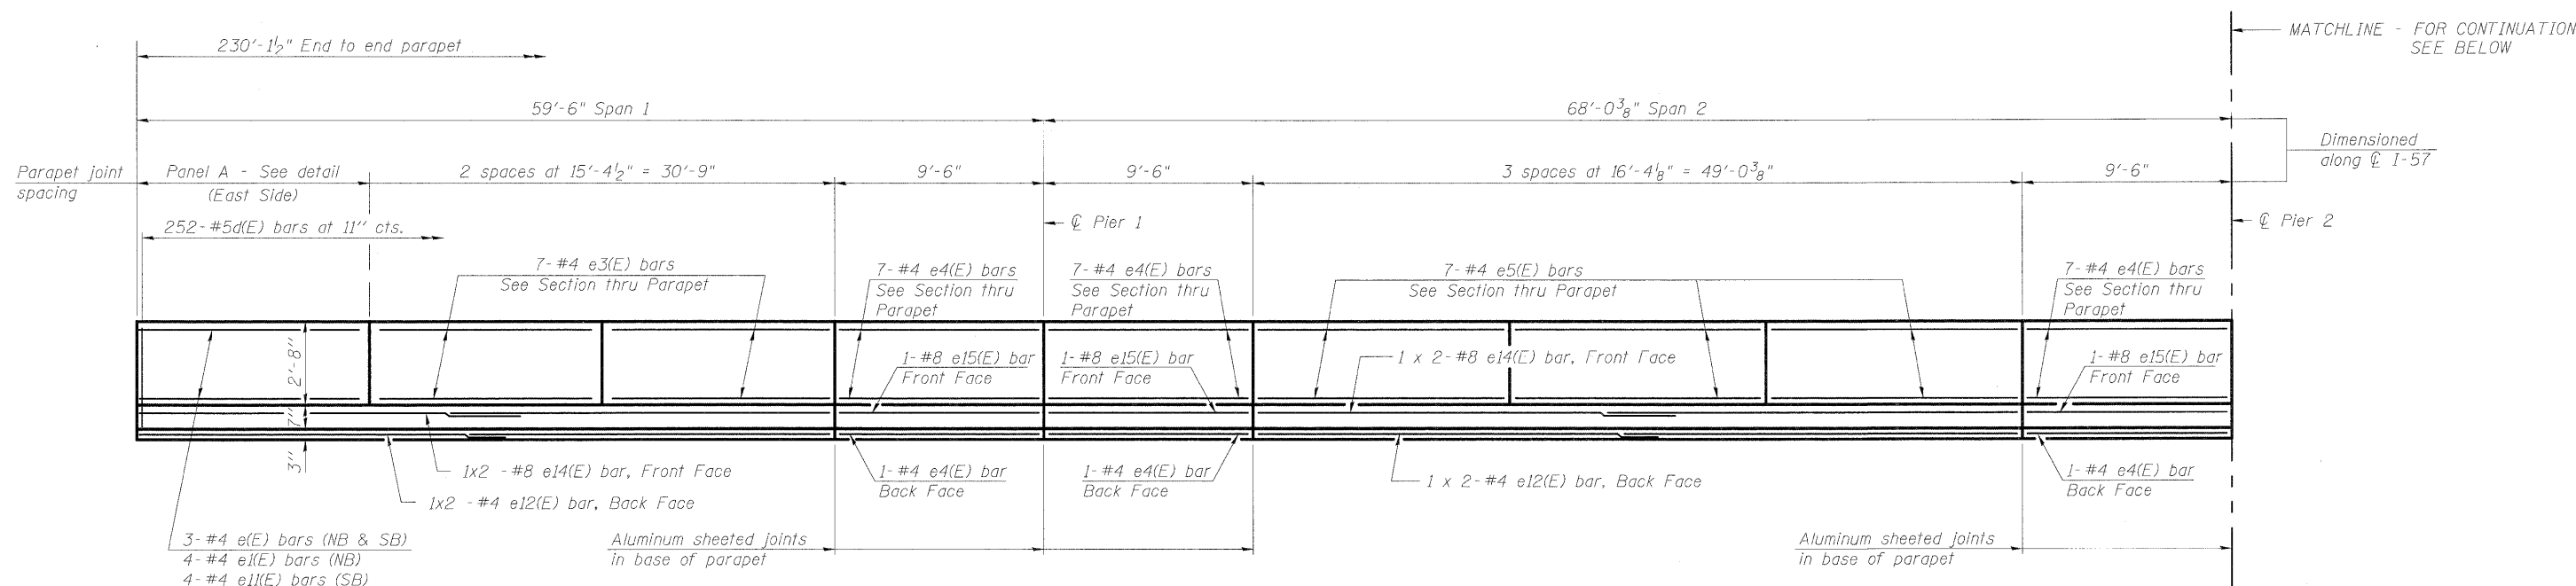 MATCHLINE - FOR CONTINUATION
SEE BELOW
230'-1½" End to end parapet
59'-6" Span 1
68'-0⅜" Span 2
Dimensioned
along ℄ I-57
Parapet joint
spacing
Panel A - See detail
(East Side)
2 spaces at 15'-4½" = 30'-9"
9'-6"
9'-6"
3 spaces at 16'-4⅛" = 49'-0⅜"
9'-6"
252- #5d(E) bars at 11" cts.
℄ Pier 1
℄ Pier 2
7- #4 e3(E) bars
See Section thru Parapet
7- #4 e4(E) bars
See Section thru
Parapet
7- #4 e4(E) bars
See Section thru
Parapet
7- #4 e5(E) bars
See Section thru Parapet
7- #4 e4(E) bars
See Section thru
Parapet
2'-8"
7"
3"
1- #8 e15(E) bar
Front Face
1- #8 e15(E) bar
Front Face
1 x 2- #8 e14(E) bar, Front Face
1- #8 e15(E) bar
Front Face
1x2 - #8 e14(E) bar, Front Face
1x2 - #4 e12(E) bar, Back Face
1- #4 e4(E) bar
Back Face
1- #4 e4(E) bar
Back Face
1 x 2- #4 e12(E) bar, Back Face
1- #4 e4(E) bar
Back Face
3- #4 e(E) bars (NB & SB)
4- #4 e1(E) bars (NB)
4- #4 e11(E) bars (SB)
Aluminum sheeted joints
in base of parapet
Aluminum sheeted joints
in base of parapet